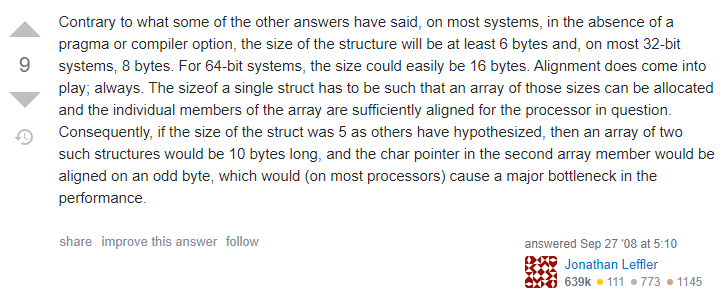 Contrary to what some of the other answers have said, on most systems, in the absence of a
pragma or compiler option, the size of the structure will be at least 6 bytes and, on most 32-bit
systems, 8 bytes. For 64-bit systems, the size could easily be 16 bytes. Alignment does come into
play; always. The sizeof a single struct has to be such that an array of those sizes can be allocated
and the individual members of the array are sufficiently aligned for the processor in question.
9
Consequently, if the size of the struct was 5 as others have hypothesized, then an array of two
such structures would be 10 bytes long, and the char pointer in the second array member would be
aligned on an odd byte, which would (on most processors) cause a major bottleneck in the
performance.
share improve this answer follow
answered Sep 27 '08 at 5:10
Jonathan Leffler
639k 111 773 1145